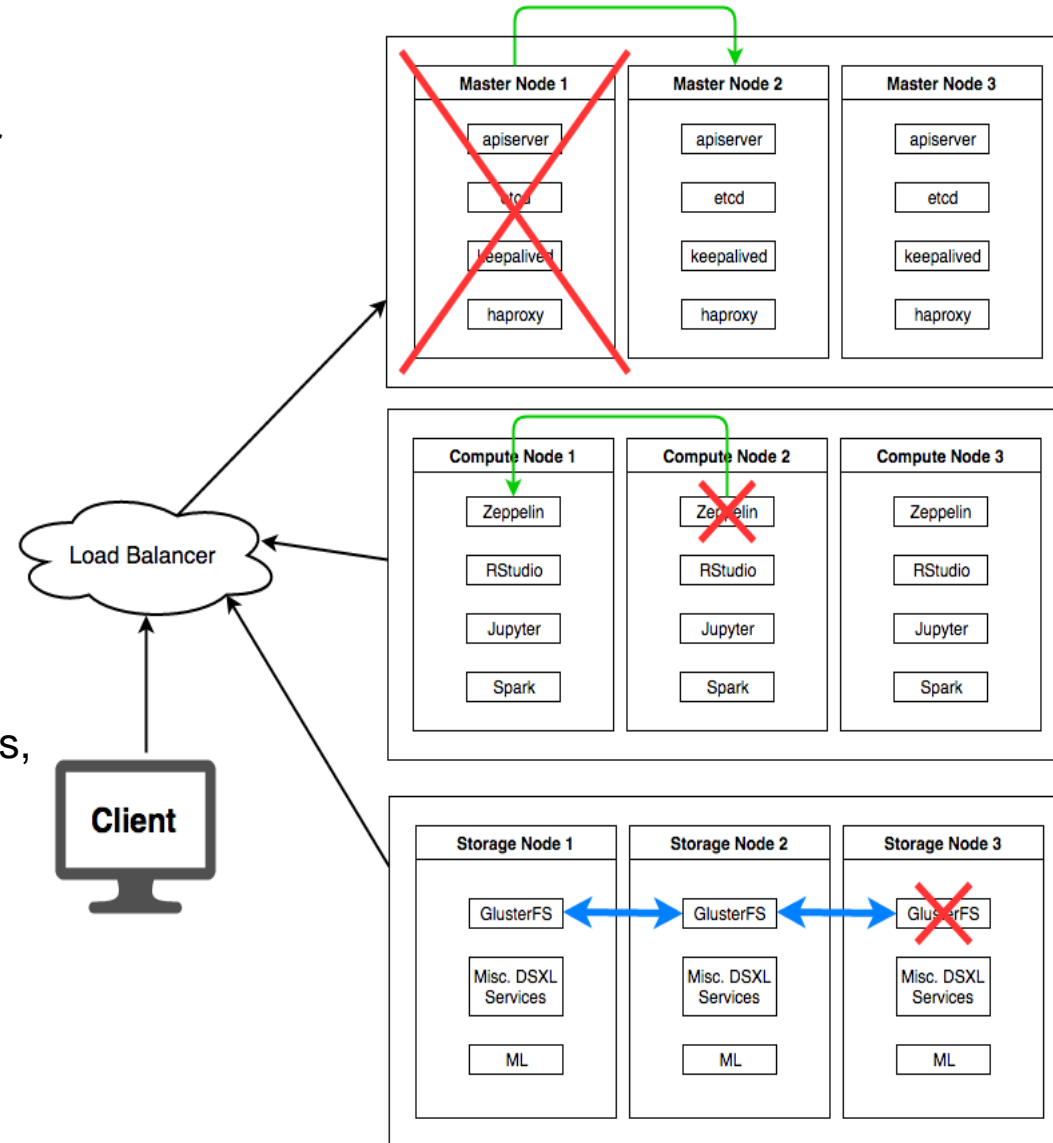 Master Node 1
Master Node 2
Master Node 3
apiserver
apiserver
apiserver
etcd
etcd
etcd
keepalived
keepalived
keepalived
haproxy
haproxy
haproxy
Compute Node 1
Compute Node 2
Compute Node 3
Zeppelin
Zeppelin
Zeppelin
RStudio
RStudio
RStudio
Jupyter
Jupyter
Jupyter
Spark
Spark
Spark
Load Balancer
s,
Client
Storage Node 1
Storage Node 2
Storage Node 3
GlusterFS
GlusterFS
GlusterFS
Misc. DSXL
Services
Misc. DSXL
Services
Misc. DSXL
Services
ML
ML
ML